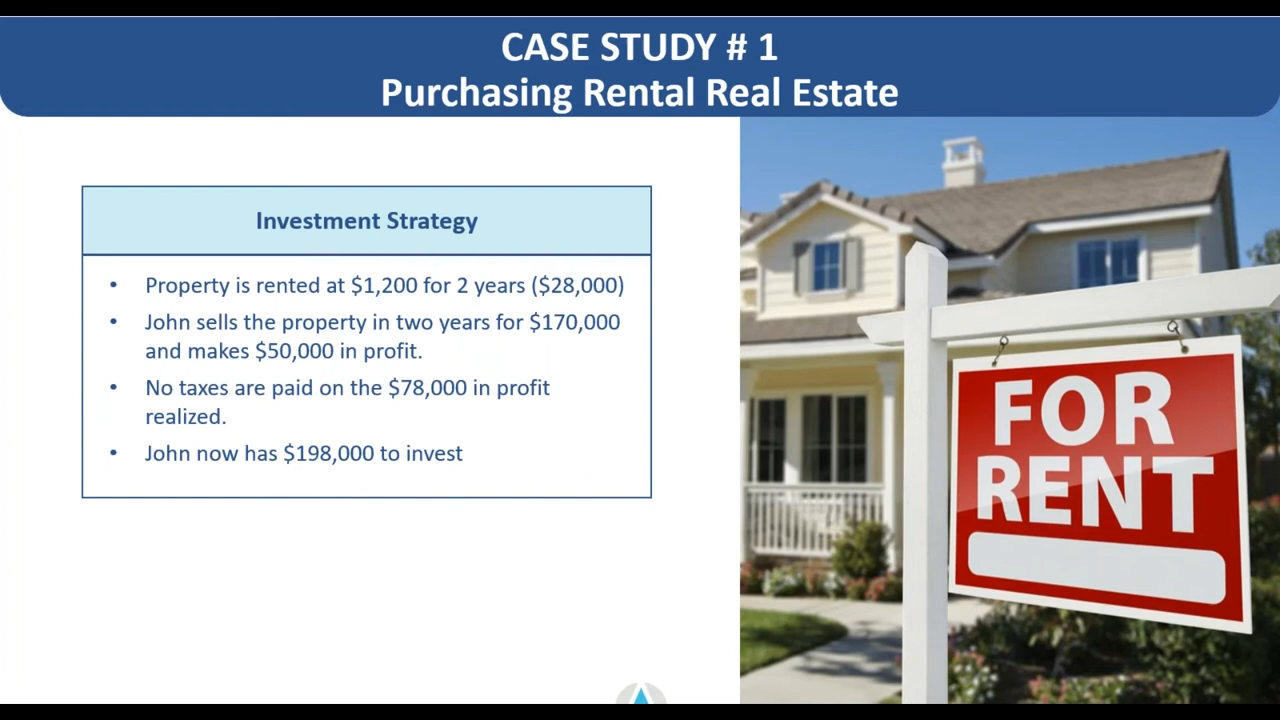 CASE STUDY # 1
Purchasing Rental Real Estate
Investment Strategy
• Property is rented at $1,200 for 2 years ($28,000)
• John sells the property in two years for $170,000
and makes $50,000 in profit.
• No taxes are paid on the $78,000 in profit
realized.
• John now has $198,000 to invest
FOR
RENT